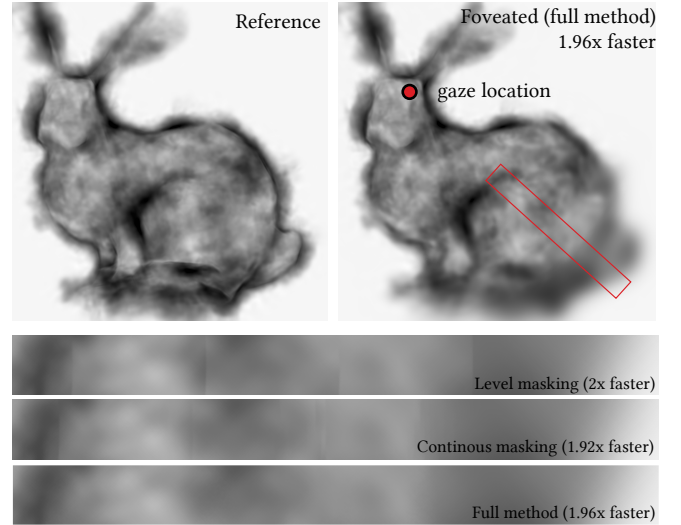 Reference
Foveated (full method)
1.96x faster
gaze location
Level masking (2x faster)
Continous masking (1.92x faster)
Full method (1.96x faster)